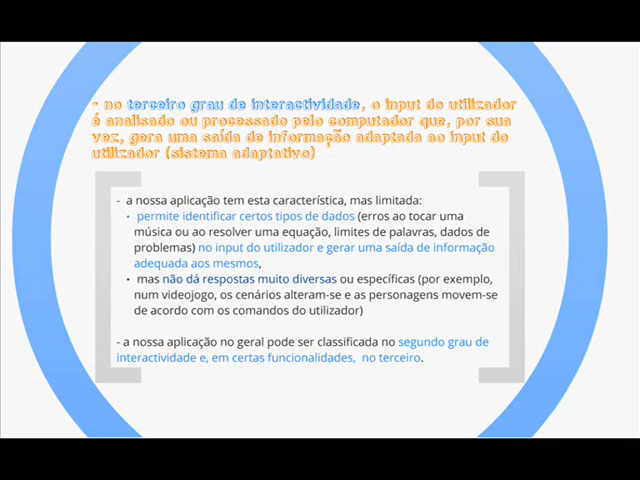 - no terceiro grau de interactividade, o input do utilizador
é analisado ou processado pelo computador que, por sua
vez, gera uma saída de informação adaptada ao input do
utilizador (sistema adaptativo)
- a nossa aplicação tem esta característica, mas limitada:
• permite identificar certos tipos de dados (erros ao tocar uma
música ou ao resolver uma equação, limites de palavras, dados de
problemas) no input do utilizador e gerar uma saída de informação
adequada aos mesmos,
• mas não dá respostas muito diversas ou específicas (por exemplo,
num videojogo, os cenários alteram-se e as personagens movem-se
de acordo com os comandos do utilizador)
- a nossa aplicação no geral pode ser classificada no segundo grau de
interactividade e, em certas funcionalidades, no terceiro.